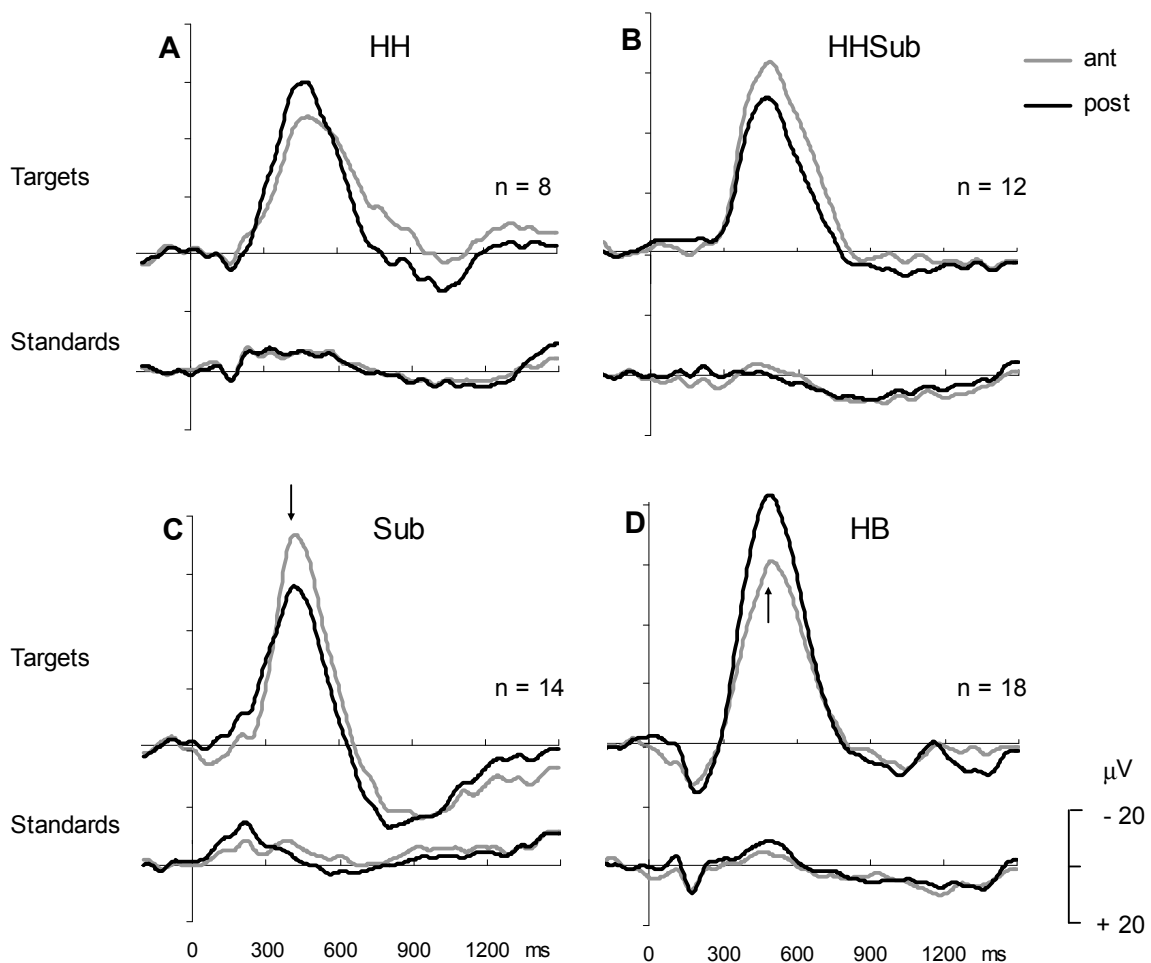 A HH
B HHSub
ant
post
Targets
n = 8
n = 12
Standards
C Sub
D HB
Targets
n = 14
n = 18
Standards
μV
- 20
+ 20
0 300 600 900 1200 ms
0 300 600 900 1200 ms